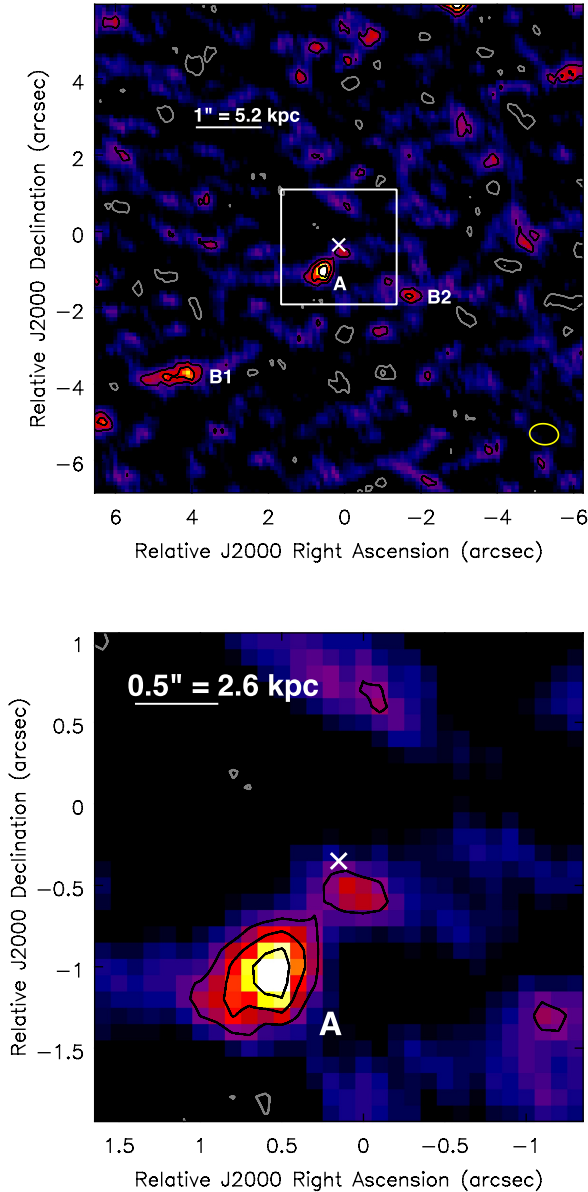 Relative J2000 Declination (arcsec)
4
2
0
−2
−4
−6
1" = 5.2 kpc
A
B2
B1
6 4 2 0 −2 −4 −6
Relative J2000 Right Ascension (arcsec)
Relative J2000 Declination (arcsec)
1
0.5
0
−0.5
−1
−1.5
0.5" = 2.6 kpc
A
1.5 1 0.5 0 −0.5 −1
Relative J2000 Right Ascension (arcsec)